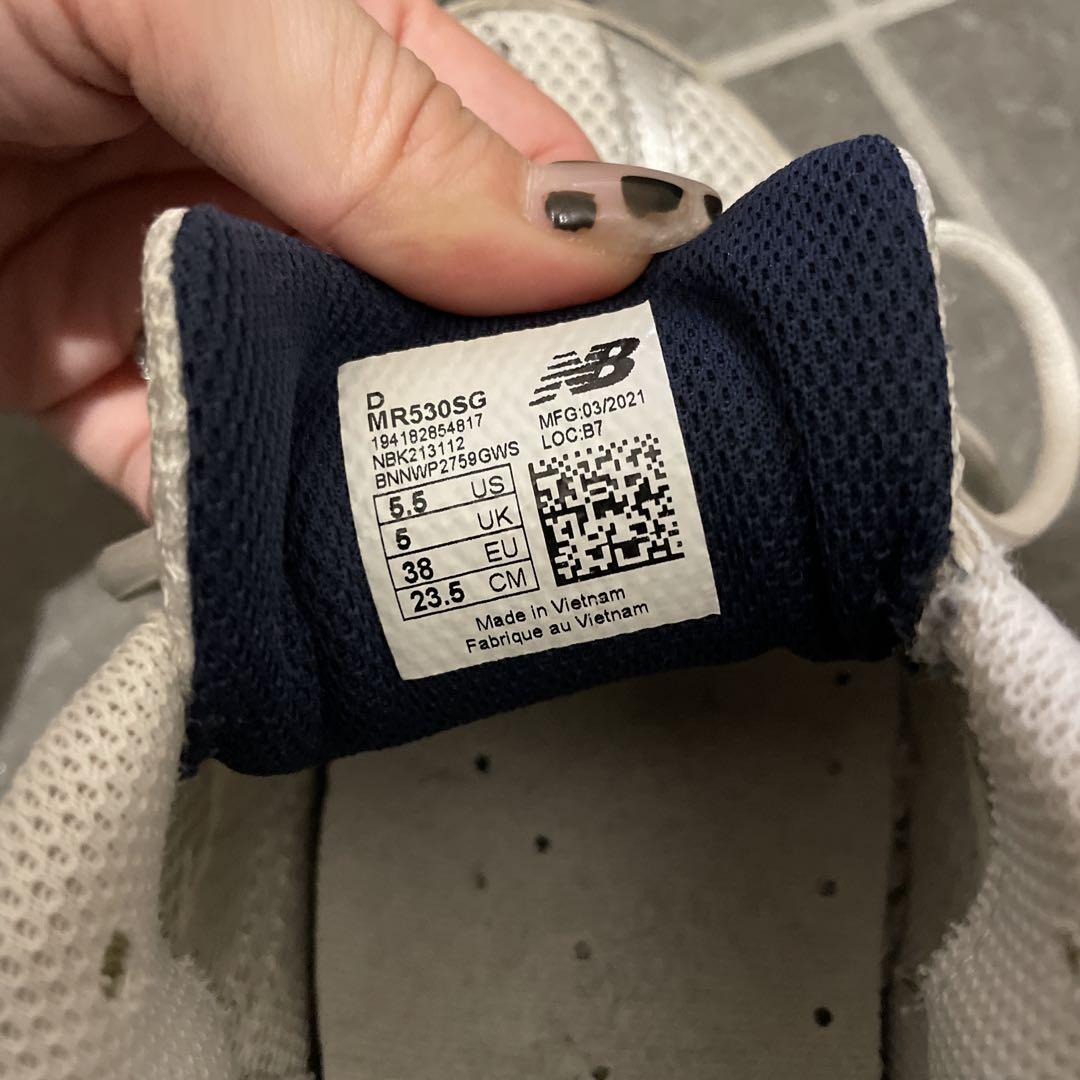 D
MR530SG
194182854817
NBK213112
BNNWP2759GWS
NB
MFG:03/2021
LOC:B7
5.5 US
5 UK
38 EU
23.5 CM
Made in Vietnam
Fabrique au Vietnam